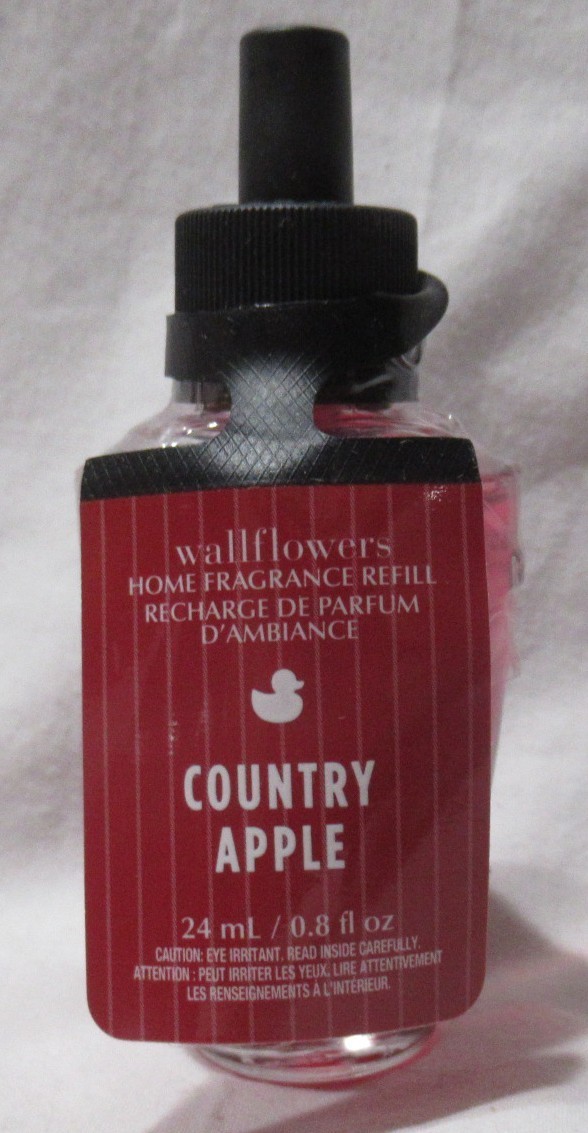 wallflowers
HOME FRAGRANCE REFILL
RECHARGE DE PARFUM
D'AMBIANCE
COUNTRY
APPLE
24 mL / 0.8 fl oz
CAUTION: EYE IRRITANT. READ INSIDE CAREFULLY.
ATTENTION : PEUT IRRITER LES YEUX. LIRE ATTENTIVEMENT
LES RENSEIGNEMENTS À L'INTÉRIEUR.